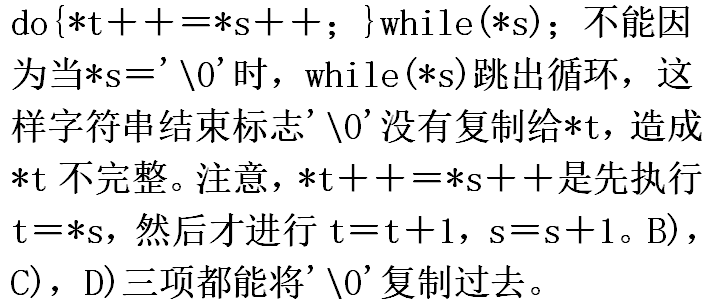 do{*t++=*s++；}while(*s)；不能因
为当*s='\0'时，while(*s)跳出循环，这
样字符串结束标志'\0'没有复制给*t，造成
*t 不完整。注意，*t++=*s++是先执行
t=*s，然后才进行 t=t+1，s=s+1。B)，
C)，D)三项都能将'\0'复制过去。